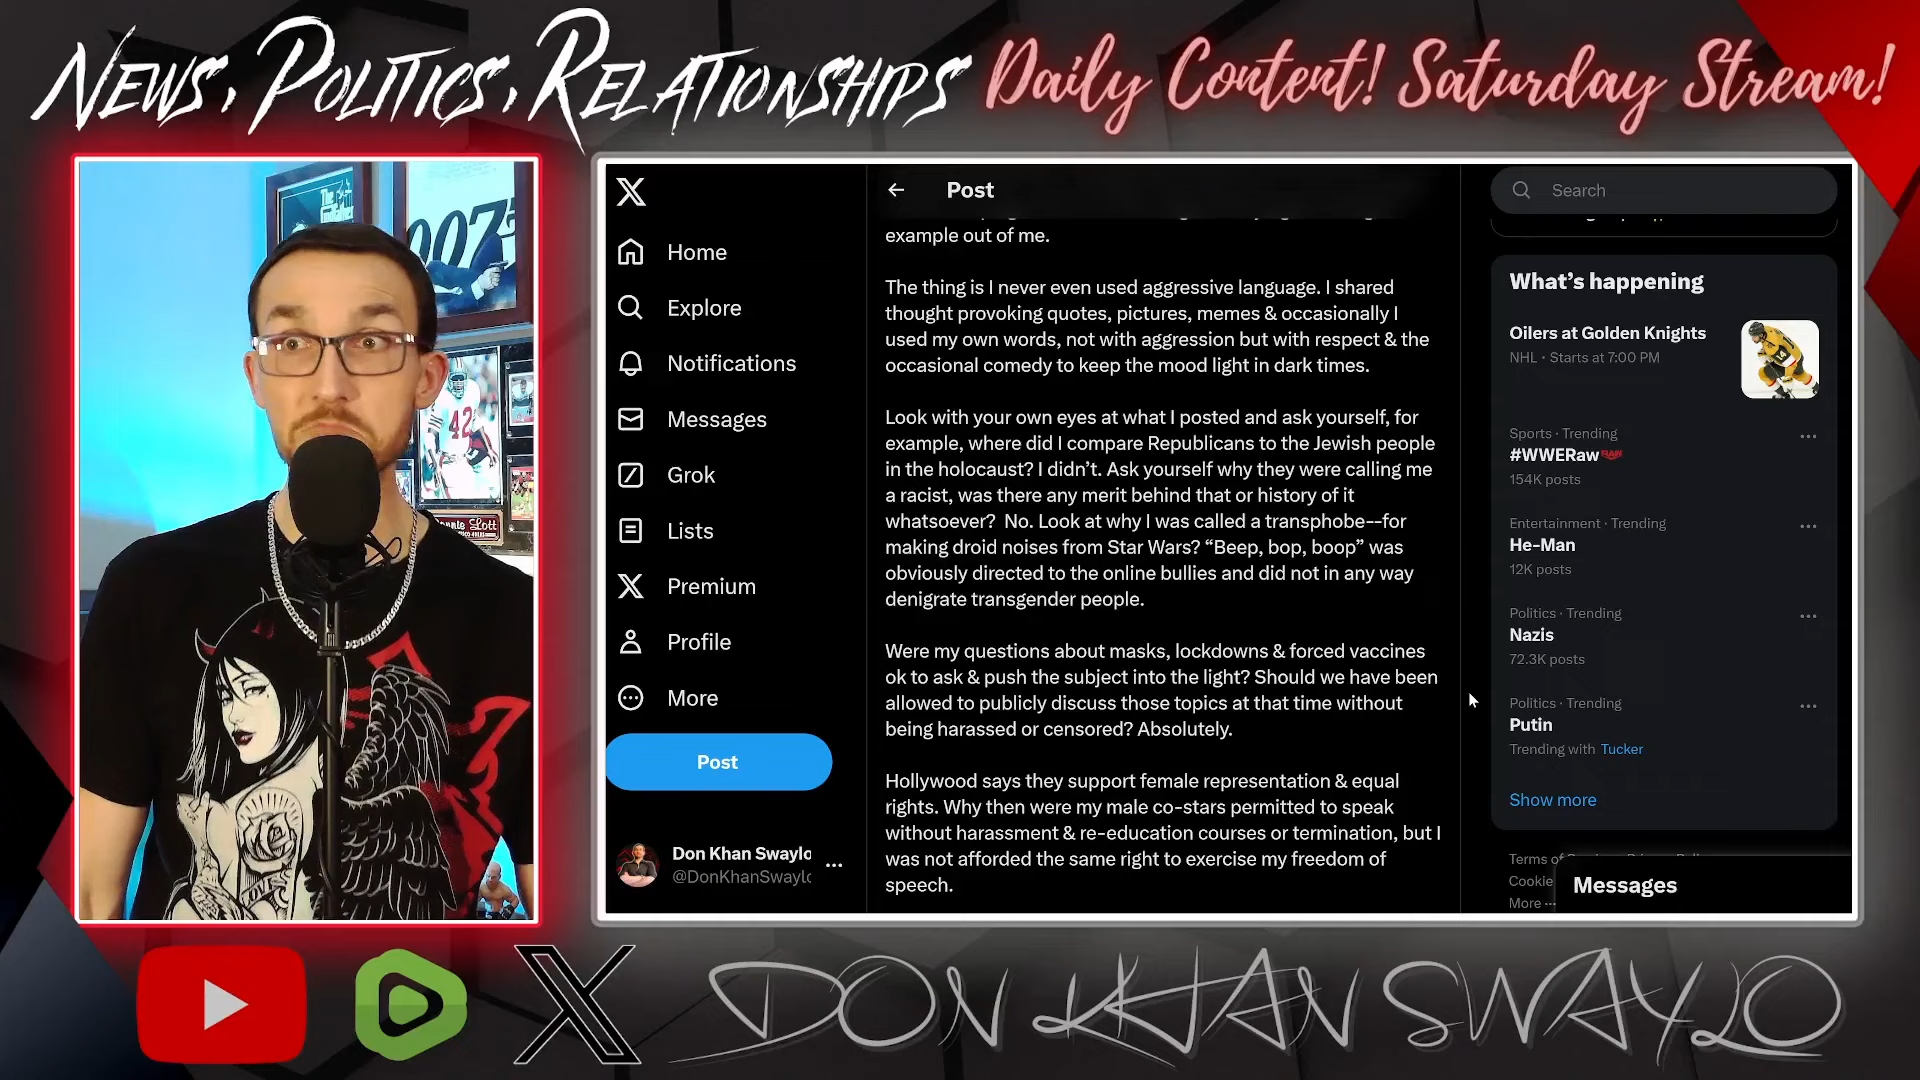 NEWS, POLITICS, RELATIONSHIPS
Daily Content! Saturday Stream!
The
Godfather
007
42
Ronnie Lott
Home
Explore
Notifications
Messages
Grok
Lists
Premium
Profile
More
Post
Don Khan Swaylo
@DonKhanSwaylo
Post
example out of me.
The thing is I never even used aggressive language. I shared
thought provoking quotes, pictures, memes & occasionally I
used my own words, not with aggression but with respect & the
occasional comedy to keep the mood light in dark times.
Look with your own eyes at what I posted and ask yourself, for
example, where did I compare Republicans to the Jewish people
in the holocaust? I didn’t. Ask yourself why they were calling me
a racist, was there any merit behind that or history of it
whatsoever?  No. Look at why I was called a transphobe--for
making droid noises from Star Wars? “Beep, bop, boop” was
obviously directed to the online bullies and did not in any way
denigrate transgender people.
Were my questions about masks, lockdowns & forced vaccines
ok to ask & push the subject into the light? Should we have been
allowed to publicly discuss those topics at that time without
being harassed or censored? Absolutely.
Hollywood says they support female representation & equal
rights. Why then were my male co-stars permitted to speak
without harassment & re-education courses or termination, but I
was not afforded the same right to exercise my freedom of
speech.
Search
What’s happening
Oilers at Golden Knights
NHL · Starts at 7:00 PM
Sports · Trending
#WWERaw
154K posts
Entertainment · Trending
He-Man
12K posts
Politics · Trending
Nazis
72.3K posts
Politics · Trending
Putin
Trending with Tucker
Show more
Terms of
Cookie
More ···
Messages
DON KHAN SWAYLO